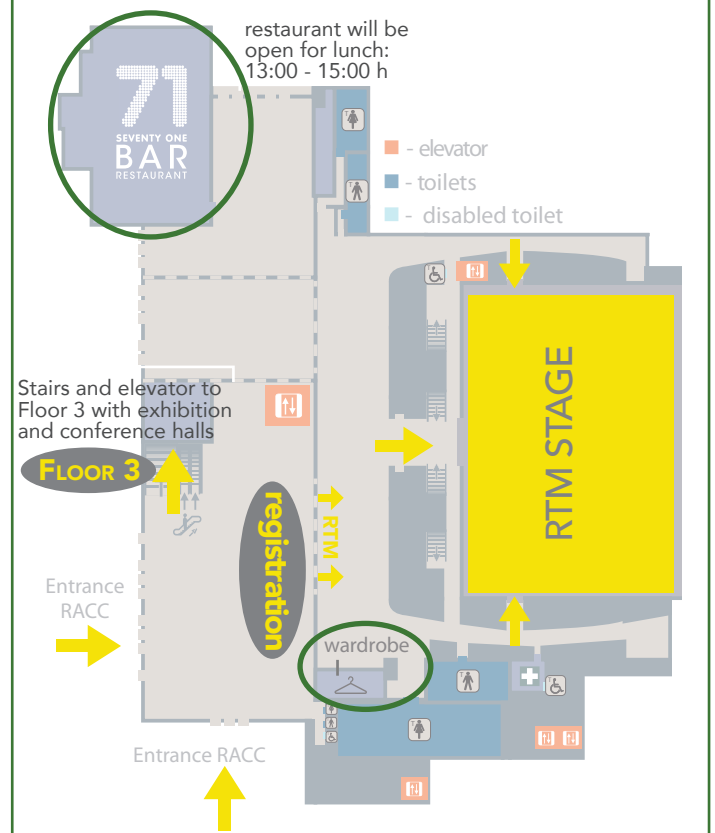 restaurant will be
open for lunch:
13:00 - 15:00 h
71
SEVENTY ONE
BAR
RESTAURANT
- elevator
- toilets
- disabled toilet
RTM STAGE
Stairs and elevator to
Floor 3 with exhibition
and conference halls
FLOOR 3
registration
RTM
Entrance
RACC
wardrobe
Entrance RACC